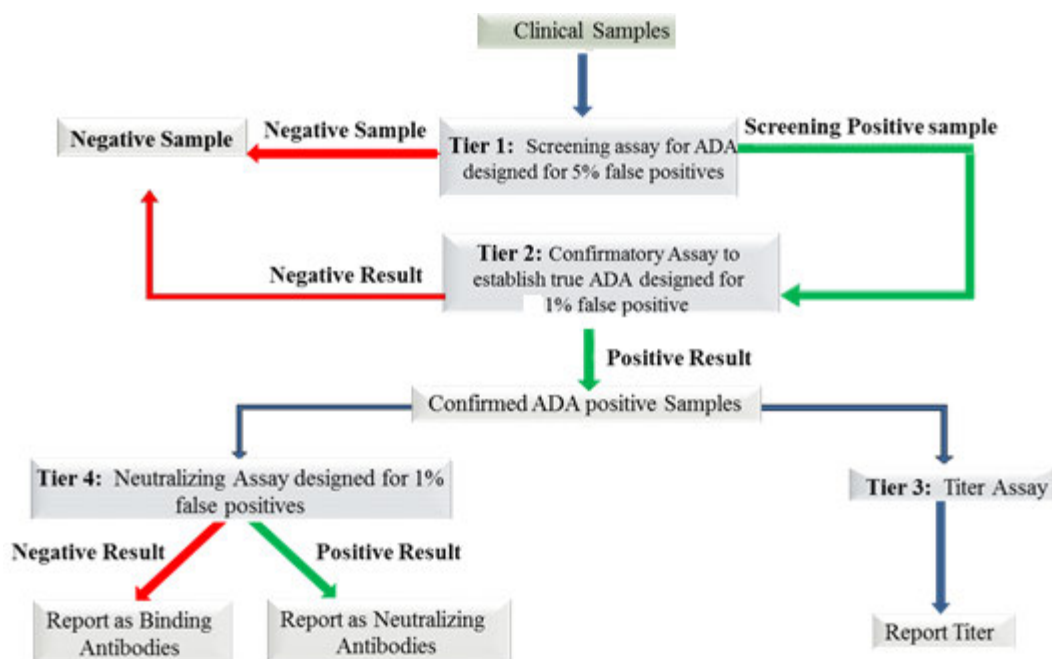 Clinical Samples
Negative Sample
Negative Sample
Screening Positive sample
Tier 1: Screening assay for ADA
designed for 5% false positives
Tier 2: Confirmatory Assay to
establish true ADA designed for
1% false positive
Negative Result
Positive Result
Confirmed ADA positive Samples
Tier 4: Neutralizing Assay designed for 1%
false positives
Tier 3: Titer Assay
Negative Result
Positive Result
Report as Binding
Antibodies
Report as Neutralizing
Antibodies
Report Titer